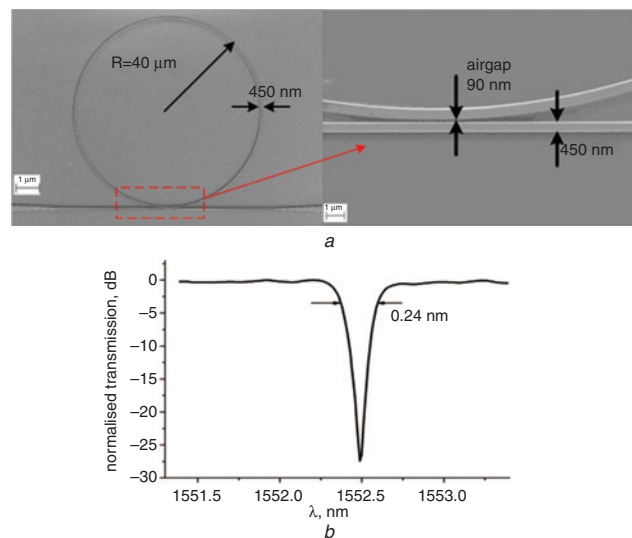 R=40 μm
450 nm
1 μm
airgap
90 nm
450 nm
1 μm
a
normalised transmission, dB
0
–5
–10
–15
–20
–25
–30
0.24 nm
1551.5 1552.0 1552.5 1553.0
λ, nm
b